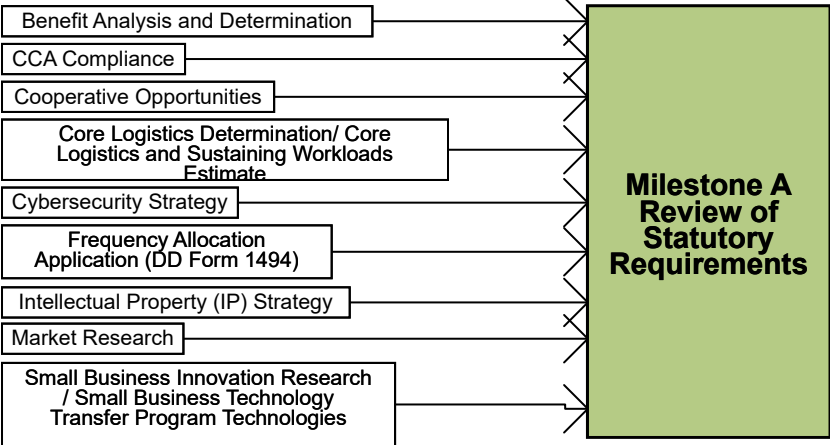 Benefit Analysis and Determination
CCA Compliance
Cooperative Opportunities
Core Logistics Determination/ Core
Logistics and Sustaining Workloads
Estimate
Cybersecurity Strategy
Frequency Allocation
Application (DD Form 1494)
Intellectual Property (IP) Strategy
Market Research
Small Business Innovation Research
/ Small Business Technology
Transfer Program Technologies
Milestone A
Review of
Statutory
Requirements